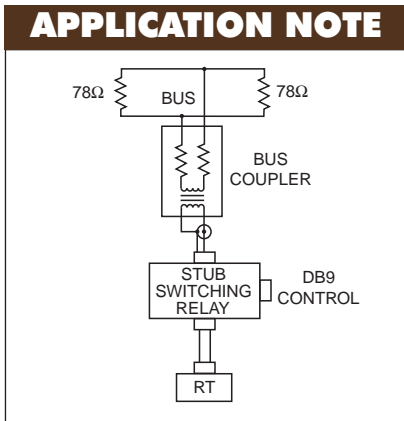 APPLICATION NOTE
78Ω
BUS
78Ω
BUS
COUPLER
STUB
SWITCHING
RELAY
DB9
CONTROL
RT